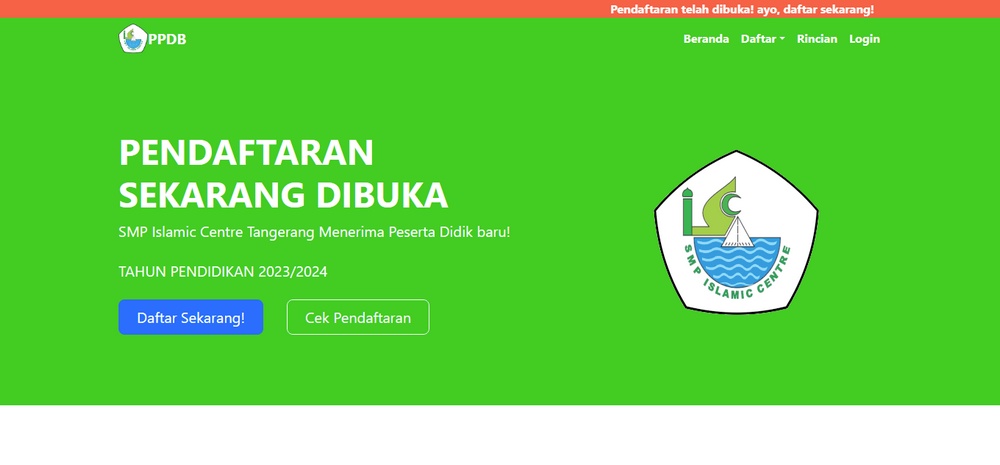 Pendaftaran telah dibuka! ayo, daftar sekarang!
PPDB
Beranda Daftar Rincian Login
PENDAFTARAN
SEKARANG DIBUKA
SMP Islamic Centre Tangerang Menerima Peserta Didik baru!
TAHUN PENDIDIKAN 2023/2024
Daftar Sekarang! Cek Pendaftaran
SMP ISLAMIC CENTRE